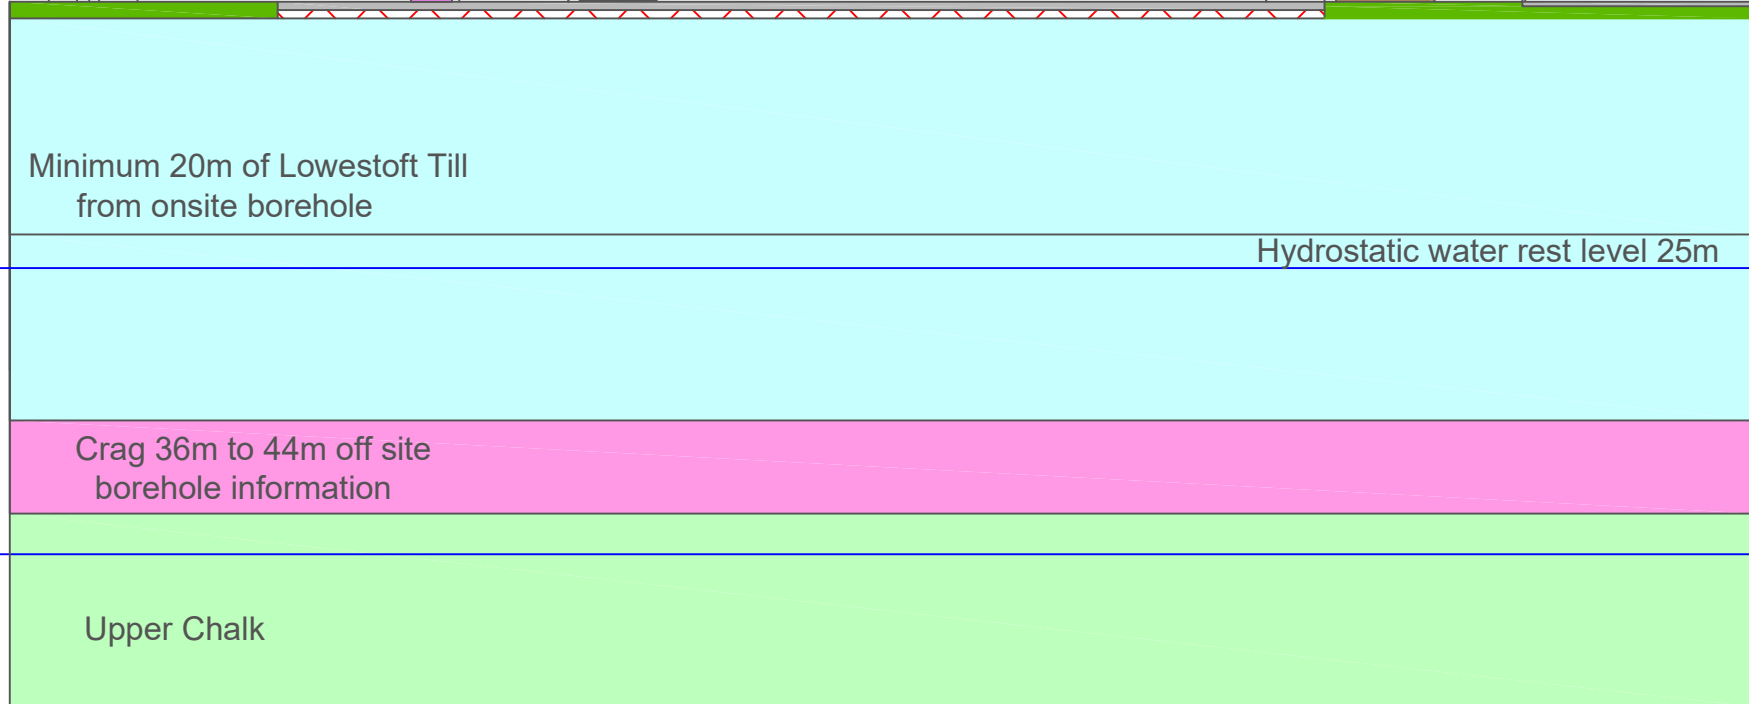 Minimum 20m of Lowestoft Till
from onsite borehole
Hydrostatic water rest level 25m
Crag 36m to 44m off site
borehole information
Upper Chalk